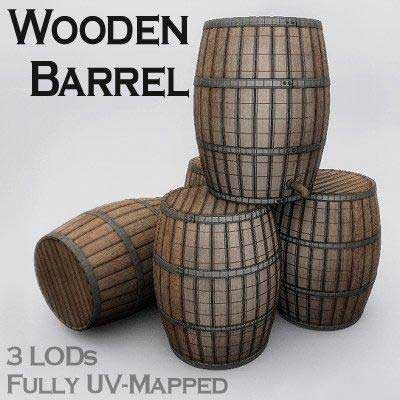 Wooden
Barrel
3 LODs
Fully UV-Mapped